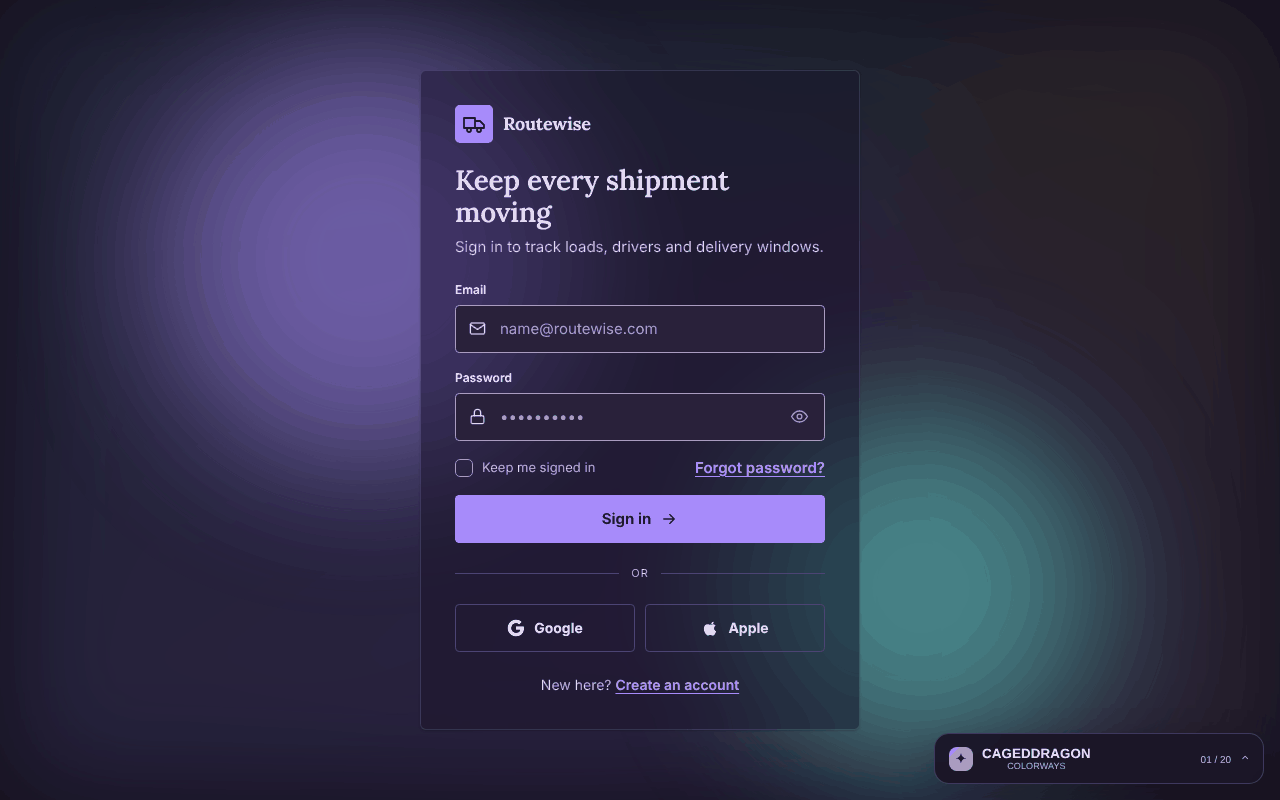 Routewise
Keep every shipment
moving
Sign in to track loads, drivers and delivery windows.
Email
name@routewise.com
Password
••••••••••
Keep me signed in
Forgot password?
Sign in →
OR
Google
Apple
New here? Create an account
CAGEDDRAGON
COLORWAYS
01 / 20